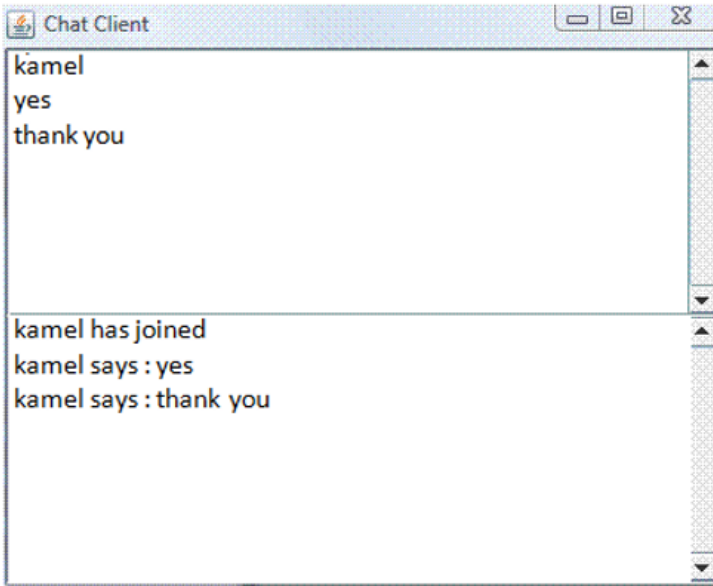 Chat Client
kamel
yes
thank you
kamel has joined
kamel says : yes
kamel says : thank you